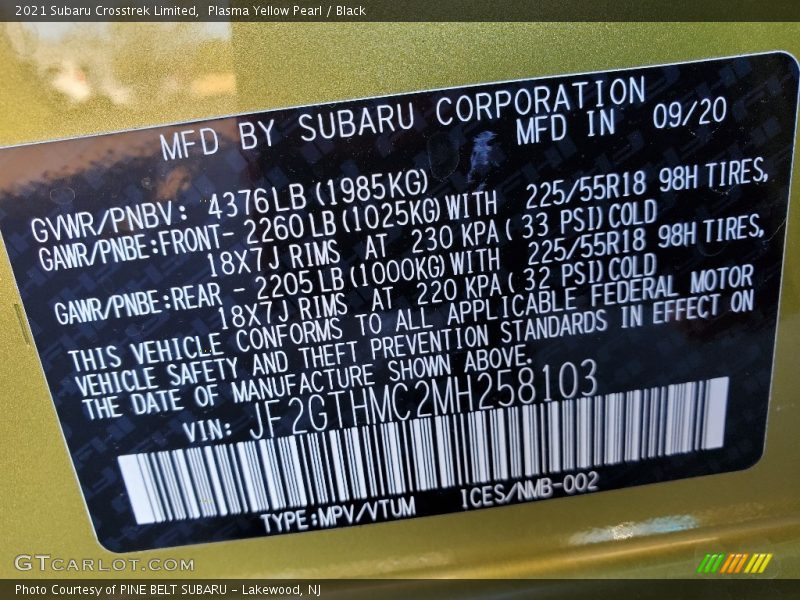 2021 Subaru Crosstrek Limited,  Plasma Yellow Pearl / Black
MFD BY SUBARU CORPORATION
MFD IN 09/20
GVWR/PNBV: 4376LB (1985KG)
GAWR/PNBE:FRONT- 2260 LB (1025KG) WITH 225/55R18 98H TIRES,
18X7J RIMS AT 230 KPA ( 33 PSI) COLD
GAWR/PNBE:REAR - 2205 LB (1000KG) WITH 225/55R18 98H TIRES,
18X7J RIMS AT 220 KPA ( 32 PSI) COLD
THIS VEHICLE CONFORMS TO ALL APPLICABLE FEDERAL MOTOR
VEHICLE SAFETY AND THEFT PREVENTION STANDARDS IN EFFECT ON
THE DATE OF MANUFACTURE SHOWN ABOVE.
VIN: JF2GTHMC2MH258103
TYPE:MPV/VTUM ICES/NMB-002
GTCARLOT.COM
Photo Courtesy of PINE BELT SUBARU - Lakewood, NJ